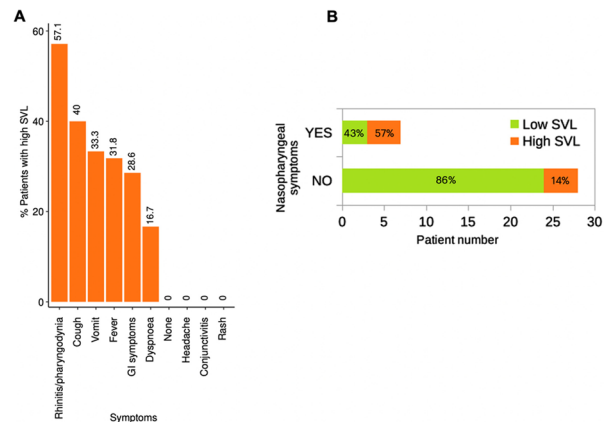 A
% Patients with high SVL
60
40
20
0
57.1
40
33.3
31.8
28.6
16.7
0
0
0
0
Rhinitis/pharyngodynia
Cough
Vomit
Fever
GI symptoms
Dyspnoea
None
Headache
Conjunctivitis
Rash
Symptoms
B
Nasopharyngeal
symptoms
YES
43% 57%
Low SVL
High SVL
NO
86% 14%
0 5 10 15 20 25 30
Patient number